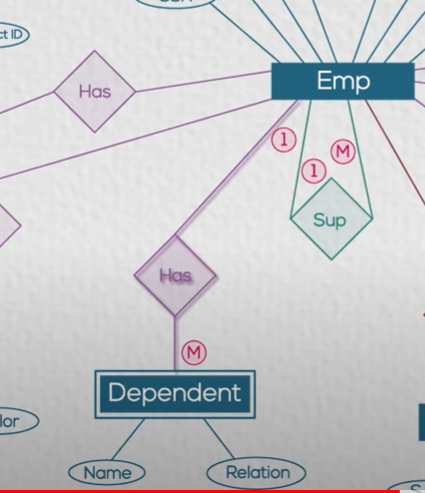 ct ID
Has
Emp
1
M
1
Sup
Has
M
Dependent
lor
Name
Relation